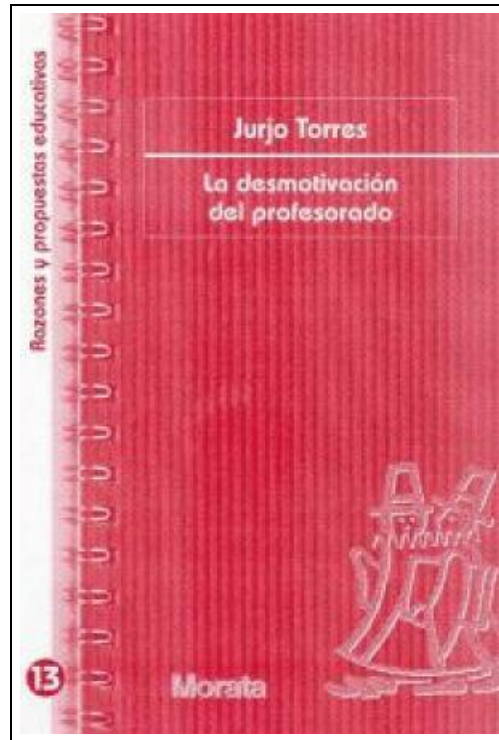 Razones y propuestas educativas
Jurjo Torres
La desmotivación
del profesorado
13
Morata